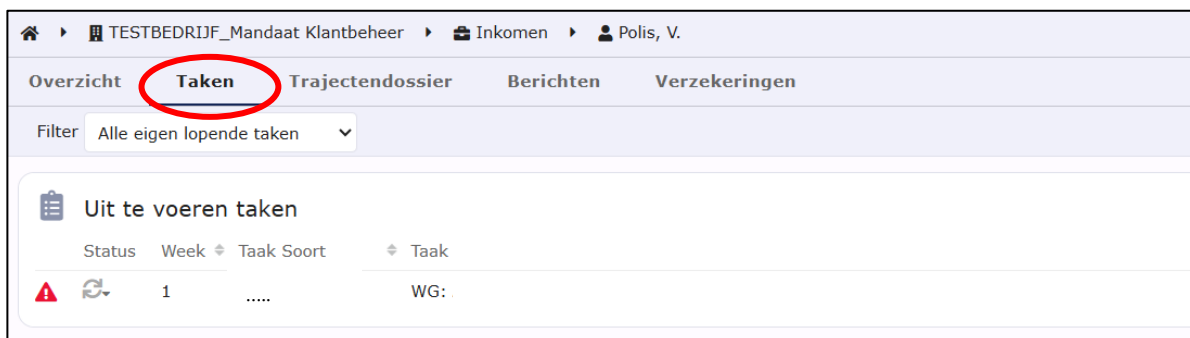 TESTBEDRIJF_Mandaat Klantbeheer Inkomen Polis, V.
Overzicht Taken Trajectendossier Berichten Verzekeringen
Filter Alle eigen lopende taken
Uit te voeren taken
Status Week Taak Soort Taak
1 ..... WG: